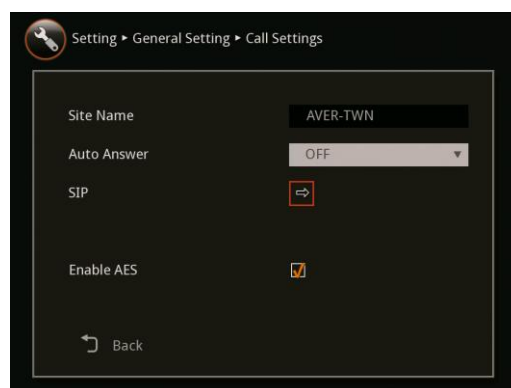 Setting ▸ General Setting ▸ Call Settings
Site Name AVER-TWN
Auto Answer OFF
SIP
Enable AES
Back